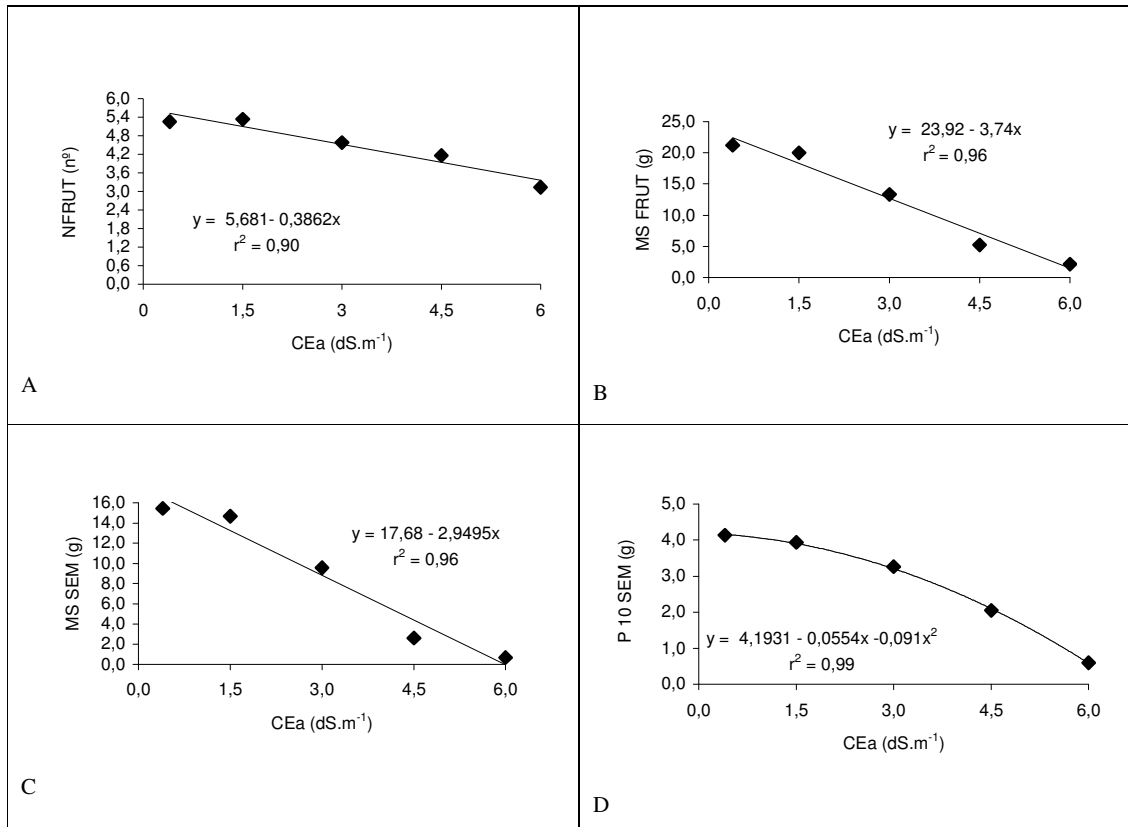 NFRUT (nº)
6,0
5,4
4,8
4,2
3,6
3,0
2,4
1,8
1,2
0,6
0,0
y = 5,681- 0,3862x
r² = 0,90
0 1,5 3 4,5 6
CEa (dS.m⁻¹)
A
MS FRUT (g)
25,0
20,0
15,0
10,0
5,0
0,0
y = 23,92 - 3,74x
r² = 0,96
0,0 1,5 3,0 4,5 6,0
CEa (dS.m⁻¹)
B
MS SEM (g)
16,0
14,0
12,0
10,0
8,0
6,0
4,0
2,0
0,0
y = 17,68 - 2,9495x
r² = 0,96
0,0 1,5 3,0 4,5 6,0
CEa (dS.m⁻¹)
C
P 10 SEM (g)
5,0
4,0
3,0
2,0
1,0
0,0
y = 4,1931 - 0,0554x -0,091x²
r² = 0,99
0,0 1,5 3,0 4,5 6,0
CEa (dS.m⁻¹)
D